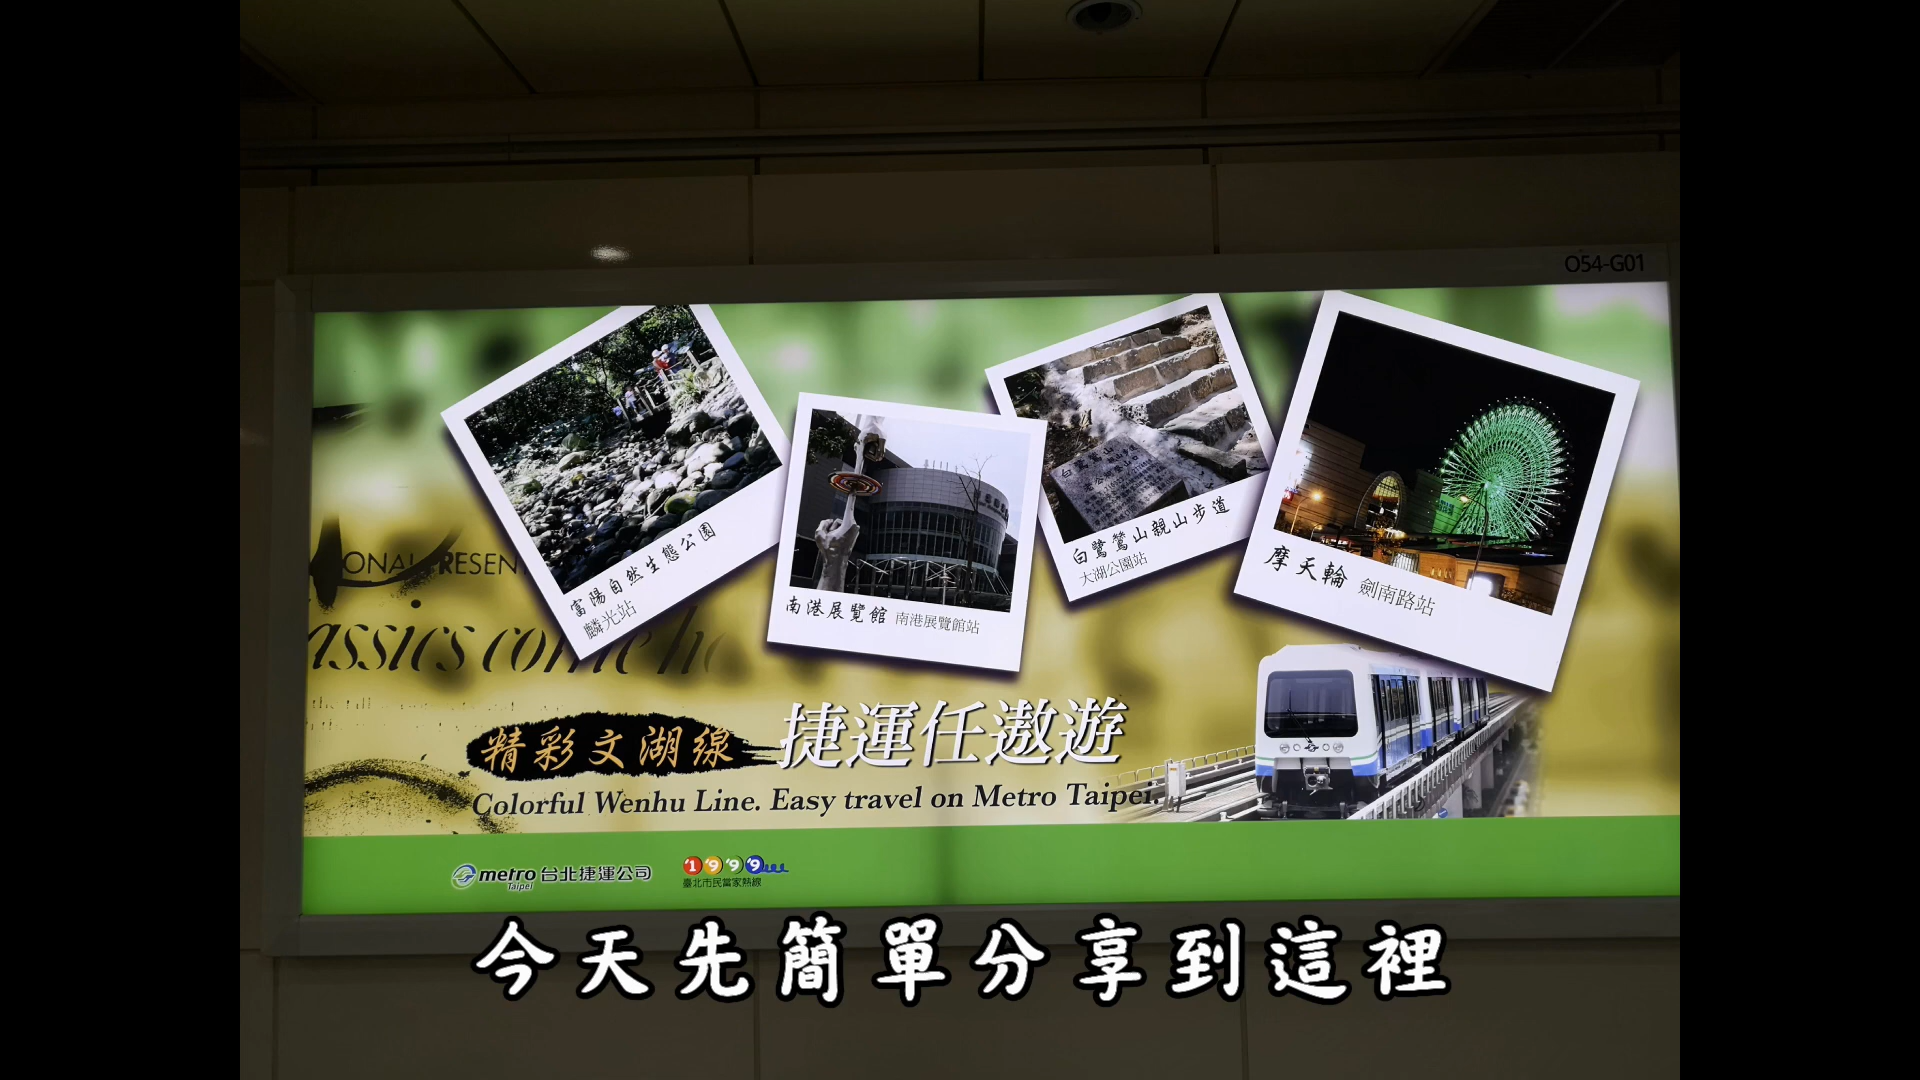 O54-G01
富陽自然生態公園
麟光站
南港展覽館 南港展覽館站
白鷺鷥山親山步道
大湖公園站
摩天輪 劍南路站
ONAL PRESEN
assics come h
精彩文湖線 捷運任遨遊
Colorful Wenhu Line. Easy travel on Metro Taipei.
metro 台北捷運公司
Taipei
1999
臺北市民當家熱線
今天先簡單分享到這裡